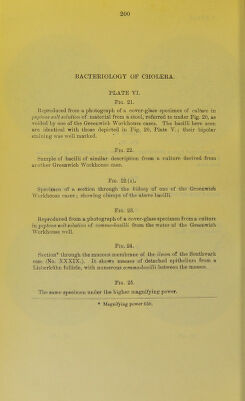 200
BACTERIOLOGY OF CHOLERA.
PLATE VI.
Fig. 21.
Reproduced from a photograph of a cover-glass specimen of culture in
peptone salt solution of material from a stool, referred to under Fig. 20, as
voided by one of the Greenwich Workhouse cases. The bacilli here seen
are identical with those depicted in Fig. 20, Plate V.; their bipolar
staining was well marked.
Fig. 22.
Sample of bacilli of similar description from a culture derived from
another Greenwich Workhouse case.
Fig. 22 (a).
Specimen of a section through the kidney of one of the Greenwich
Workhouse cases; showing clumps of the above bacilli.
Fig. 23.
Reproduced from a photograph of a cover-glass specimen from a culture
in peptone salt solution of commabacilli from the water of the Greenwich
Workhouse well.
Fig. 24.
Section* through the mucous membrane of the ileum of the Southwark
case (No. XXXIX.). It shows masses of detached epithelium from a
Lieberkühn follicle, with numerous commabacilli between the masses.
Fig. 25.
The same specimen under the higher magnifying power.
* Magnifying power